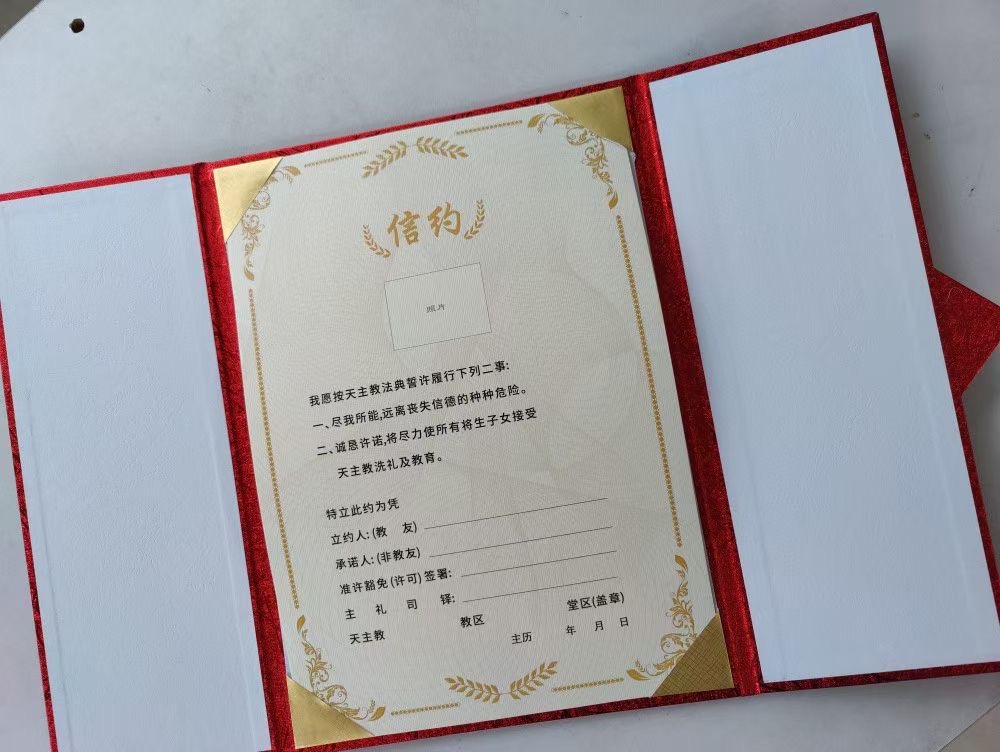 信约
照片
我愿按天主教法典誓许履行下列二事:
一、尽我所能,远离丧失信德的种种危险。
二、诚恳许诺,将尽力使所有将生子女接受
天主教洗礼及教育。
特立此约为凭
立约人:(教 友)
承诺人:(非教友)
准许豁免(许可)签署:
主 礼 司 铎:
天主教 教区 堂区(盖章)
主历 年 月 日